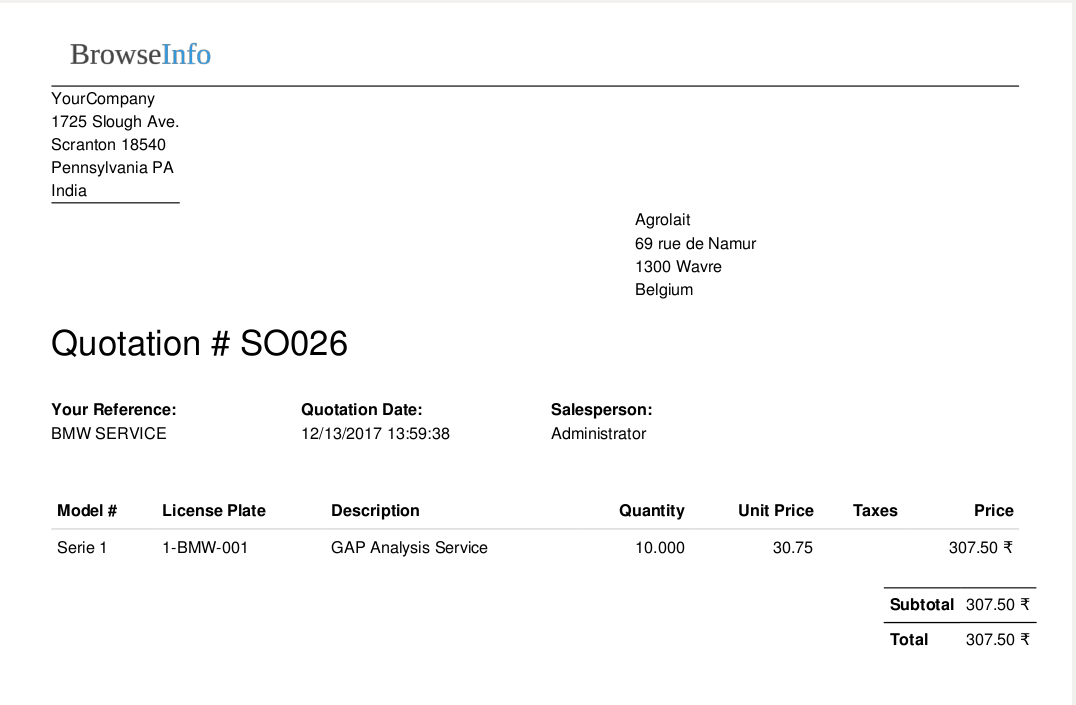 BrowseInfo
YourCompany
1725 Slough Ave.
Scranton 18540
Pennsylvania PA
India
Agrolait
69 rue de Namur
1300 Wavre
Belgium
Quotation # SO026
Your Reference: Quotation Date: Salesperson:
BMW SERVICE 12/13/2017 13:59:38 Administrator
Model # License Plate Description Quantity Unit Price Taxes Price
Serie 1 1-BMW-001 GAP Analysis Service 10.000 30.75 307.50 ₹
Subtotal 307.50 ₹
Total 307.50 ₹